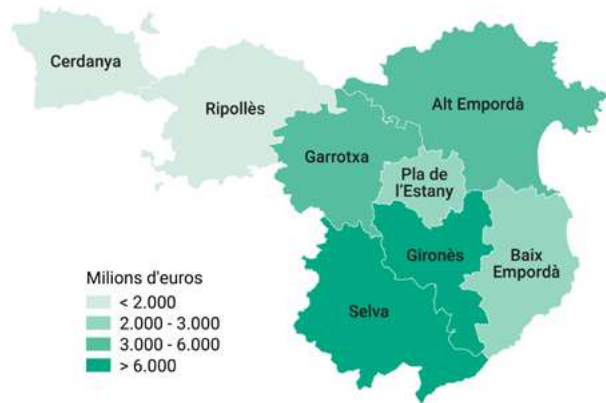 Cerdanya
Ripollès
Alt Empordà
Garrotxa
Pla de
l'Estany
Gironès
Baix
Empordà
Selva
Milions d'euros
< 2.000
2.000 - 3.000
3.000 - 6.000
> 6.000